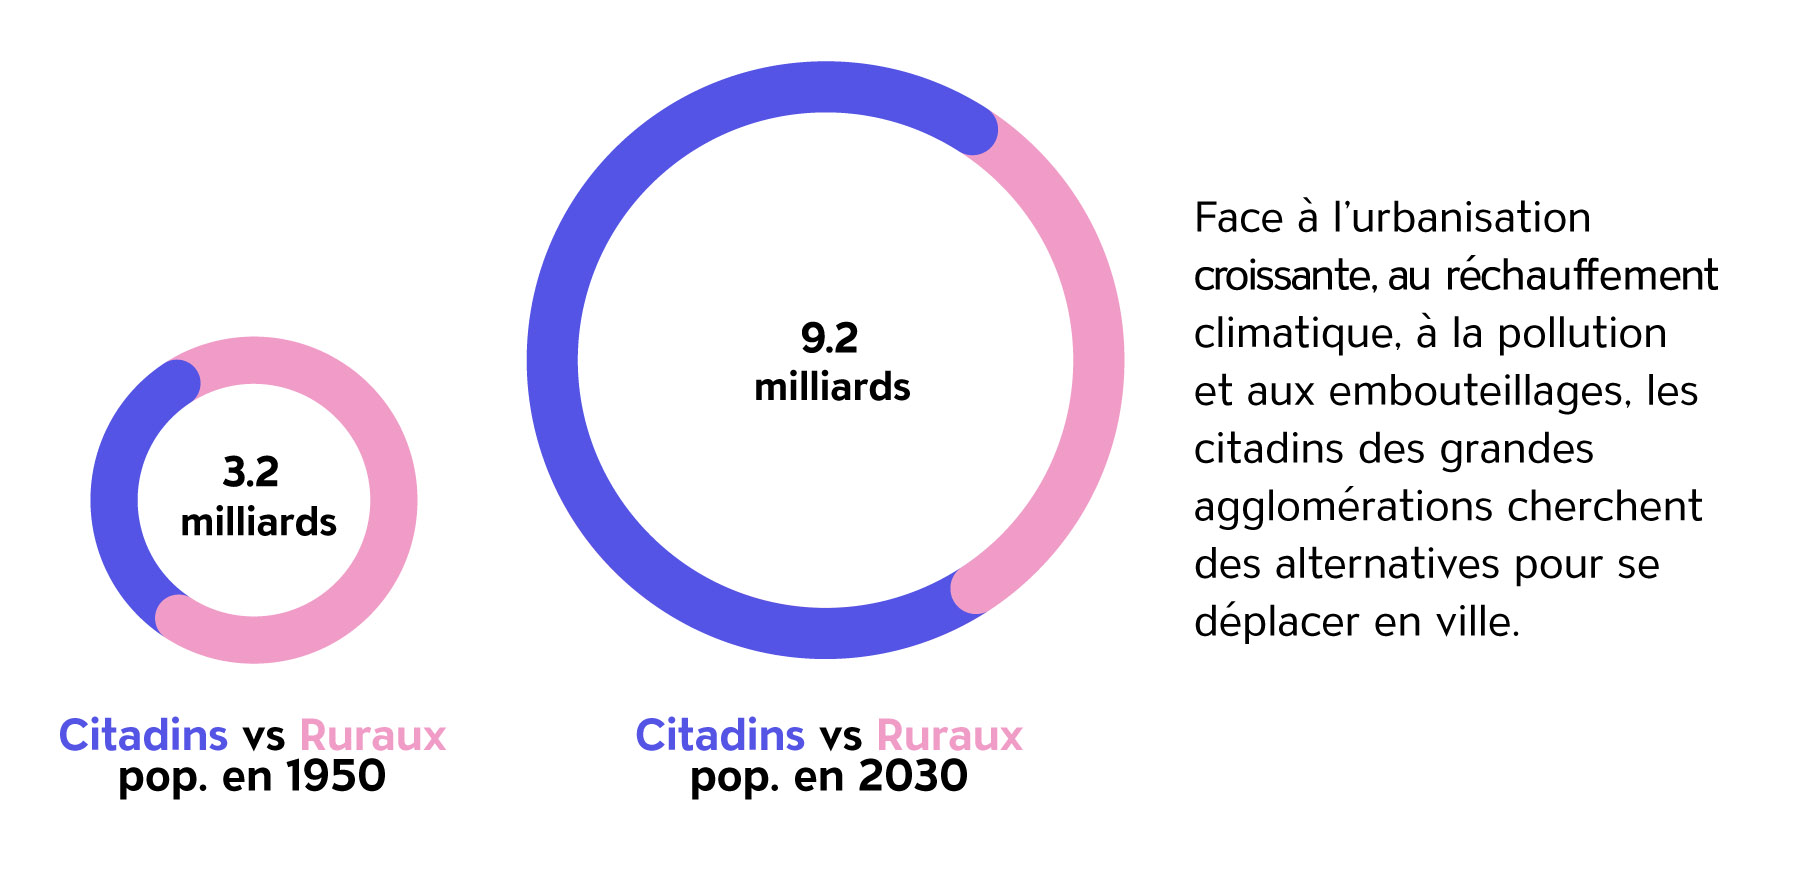 3.2
milliards
Citadins vs Ruraux
pop. en 1950
9.2
milliards
Citadins vs Ruraux
pop. en 2030
Face à l'urbanisation
croissante, au réchauffement
climatique, à la pollution
et aux embouteillages, les
citadins des grandes
agglomérations cherchent
des alternatives pour se
déplacer en ville.